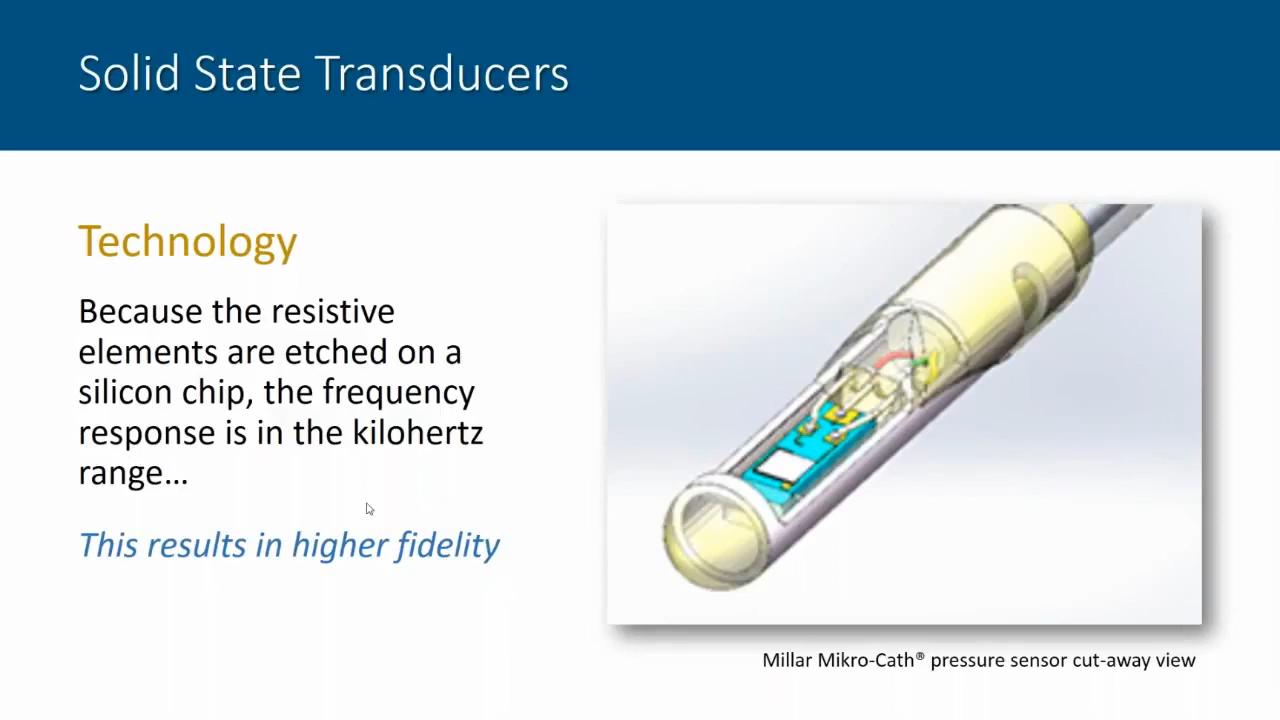 Solid State Transducers
Technology
Because the resistive
elements are etched on a
silicon chip, the frequency
response is in the kilohertz
range…
This results in higher fidelity
Millar Mikro-Cath® pressure sensor cut-away view